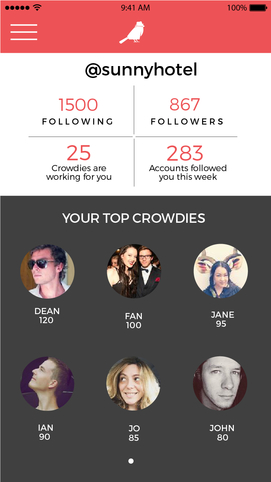 9:41 AM 100%
@sunnyhotel
1500 867
FOLLOWING FOLLOWERS
25 283
Crowdies are Accounts followed
working for you you this week
YOUR TOP CROWDIES
DEAN FAN JANE
120 100 95
IAN JO JOHN
90 85 80